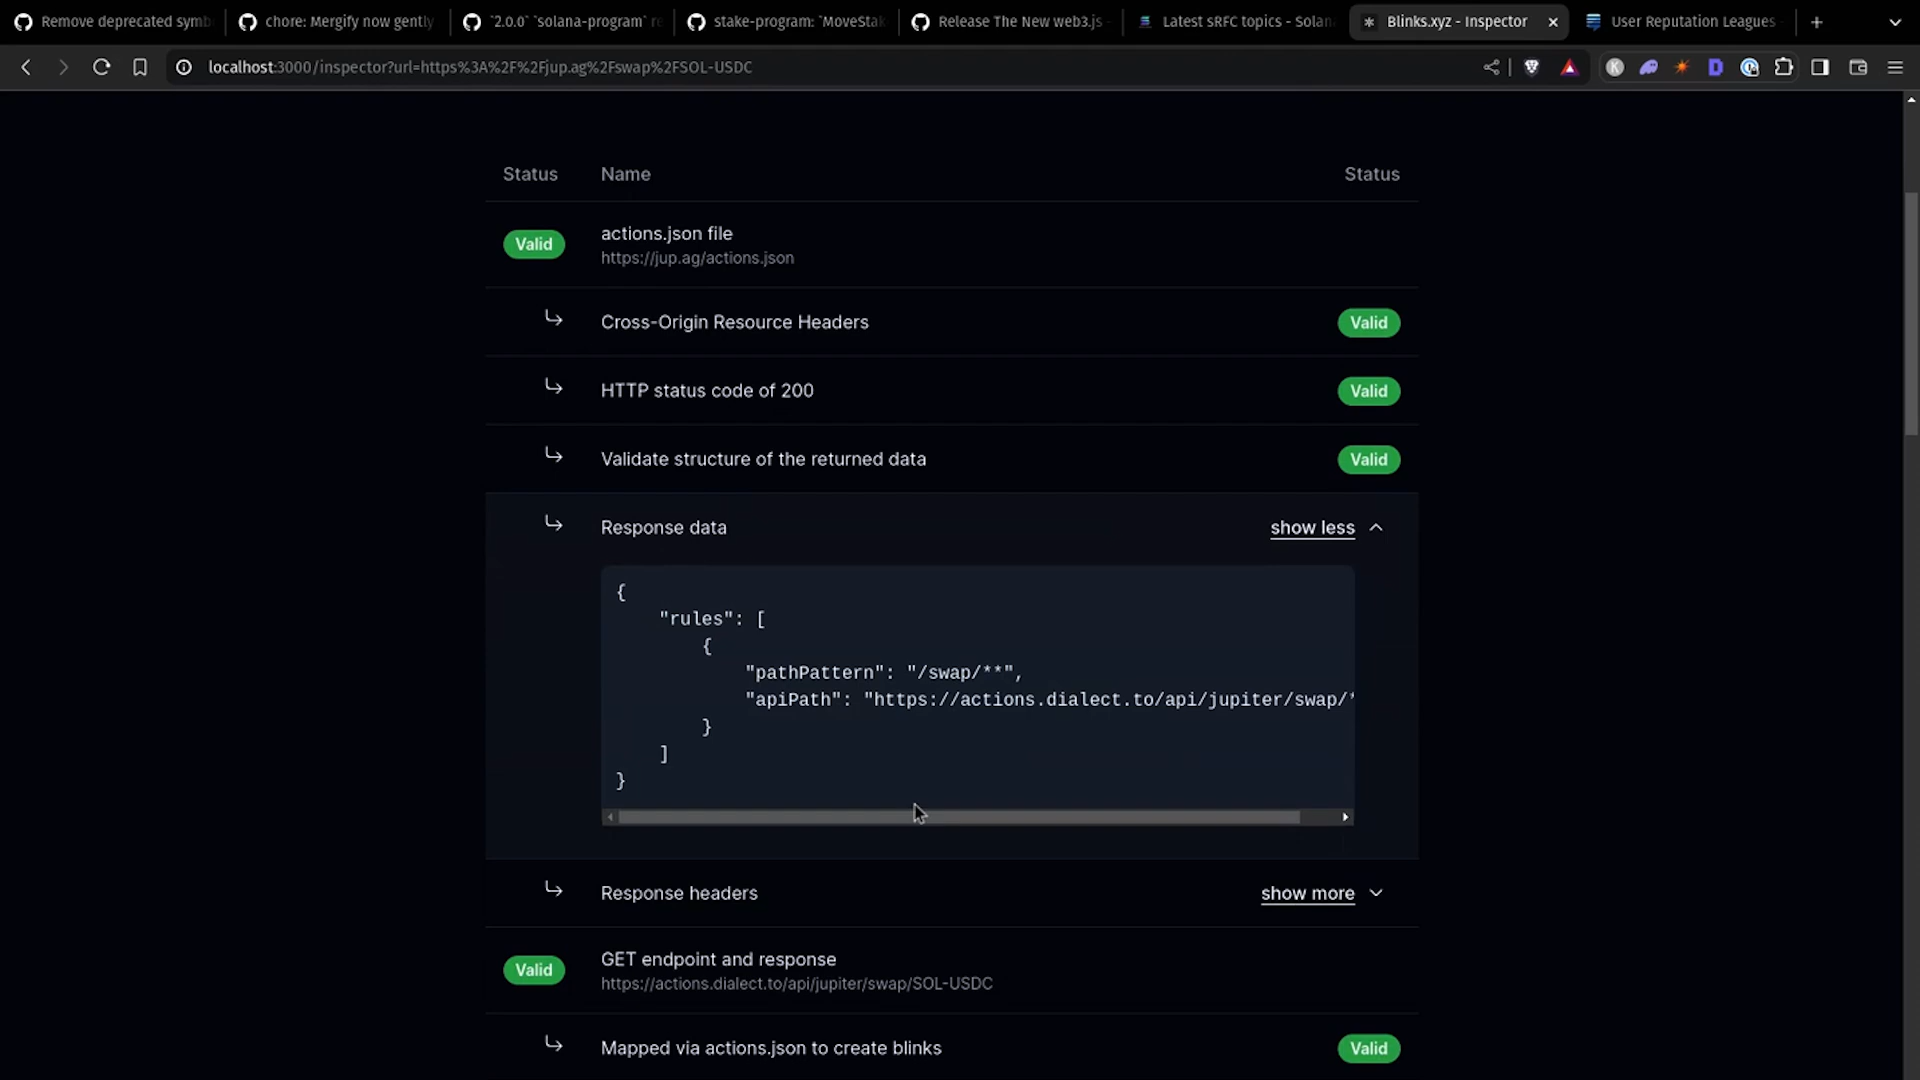 Remove deprecated symb
chore: Mergify now gently
`2.0.0` `solana-program` re
stake-program: `MoveStak
Release The New web3.js -
Latest sRFC topics - Solana
Blinks.xyz - Inspector
User Reputation Leagues -
localhost:3000/inspector?url=https%3A%2F%2Fjup.ag%2Fswap%2FSOL-USDC
Status Name Status
Valid
actions.json file
https://jup.ag/actions.json
Cross-Origin Resource Headers Valid
HTTP status code of 200 Valid
Validate structure of the returned data Valid
Response data show less
{
"rules": [
{
"pathPattern": "/swap/**",
"apiPath": "https://actions.dialect.to/api/jupiter/swap/*
}
]
}
Response headers show more
Valid
GET endpoint and response
https://actions.dialect.to/api/jupiter/swap/SOL-USDC
Mapped via actions.json to create blinks Valid